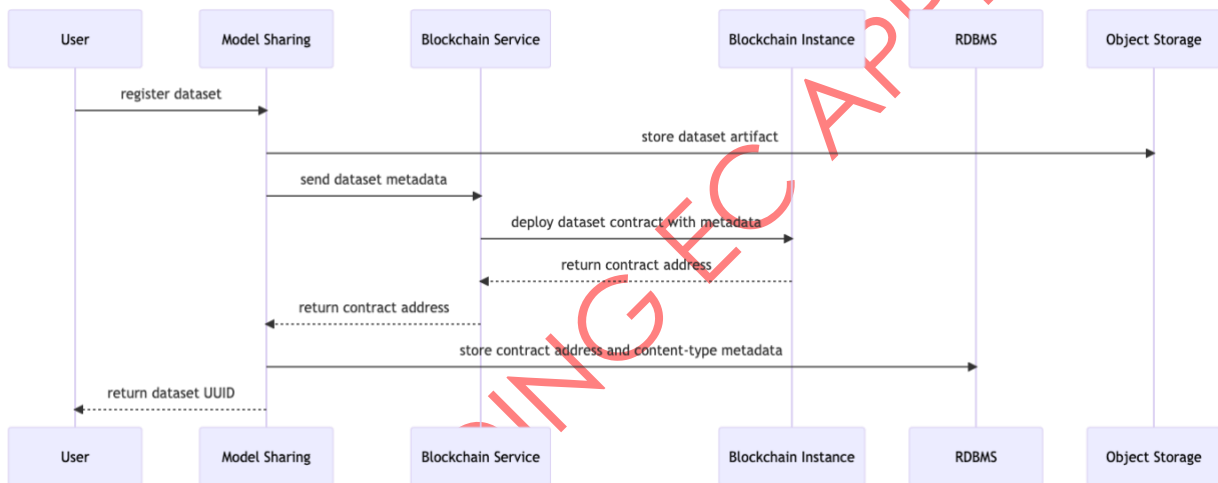 User
Model Sharing
Blockchain Service
Blockchain Instance
RDBMS
Object Storage
register dataset
store dataset artifact
send dataset metadata
deploy dataset contract with metadata
return contract address
return contract address
store contract address and content-type metadata
return dataset UUID
User
Model Sharing
Blockchain Service
Blockchain Instance
RDBMS
Object Storage
EC